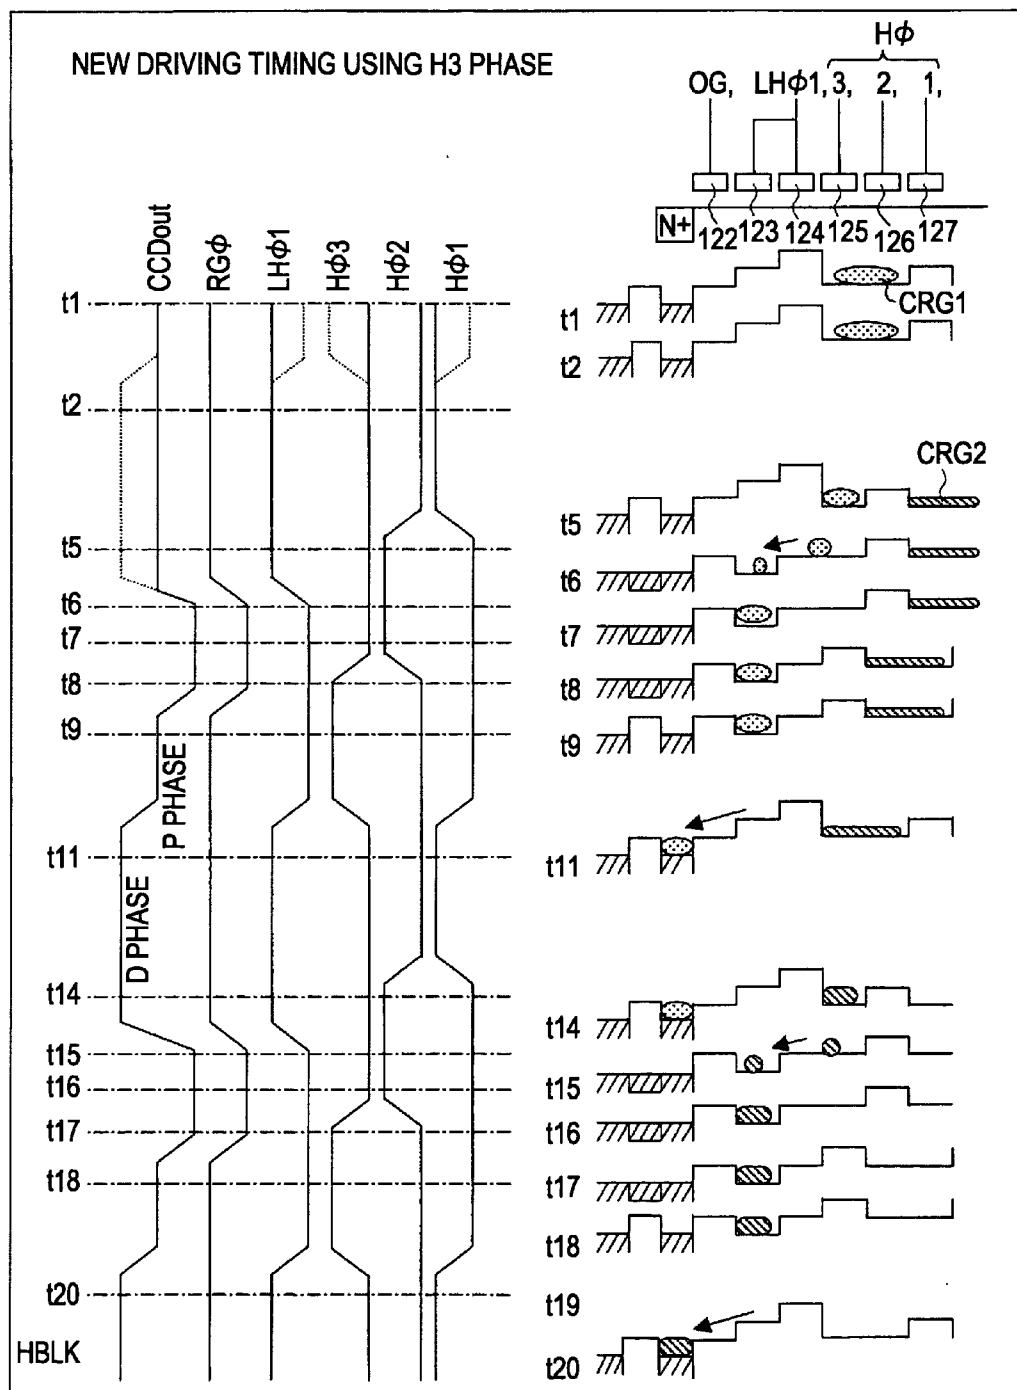 NEW DRIVING TIMING USING H3 PHASE
Hϕ
OG, LHϕ1, 3, 2, 1,
N+ 122 123 124 125 126 127
CCDout RGϕ LHϕ1 Hϕ3 Hϕ2 Hϕ1
t1
t2
t5
t6
t7
t8
t9
P PHASE
t11
D PHASE
t14
t15
t16
t17
t18
t20
HBLK
t1
CRG1
t2
CRG2
t5
t6
t7
t8
t9
t11
t14
t15
t16
t17
t18
t19
t20